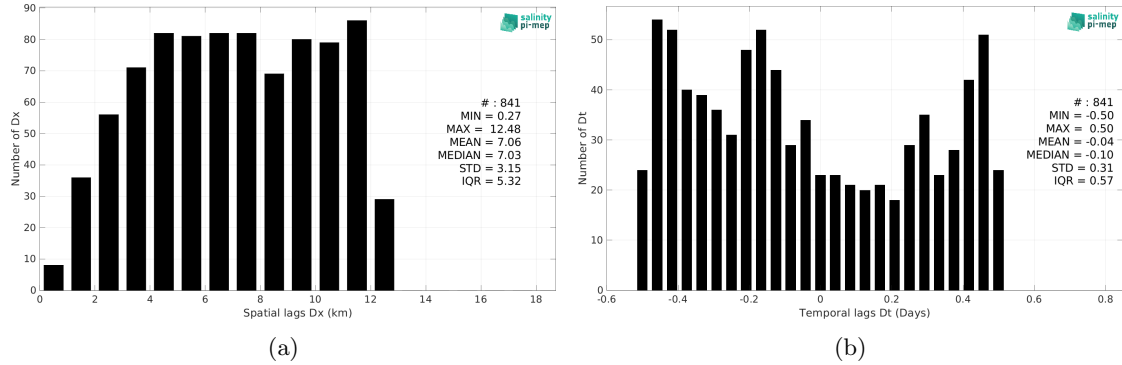 90
80
70
60
50
40
30
20
10
0
0 2 4 6 8 10 12 14 16 18
Number of Dx
Spatial lags Dx (km)
salinity
pi-mep
# : 841
MIN = 0.27
MAX = 12.48
MEAN = 7.06
MEDIAN = 7.03
STD = 3.15
IQR = 5.32
(a)
50
40
30
20
10
0
-0.6 -0.4 -0.2 0 0.2 0.4 0.6 0.8
Number of Dt
Temporal lags Dt (Days)
salinity
pi-mep
# : 841
MIN = -0.50
MAX = 0.50
MEAN = -0.04
MEDIAN = -0.10
STD = 0.31
IQR = 0.57
(b)